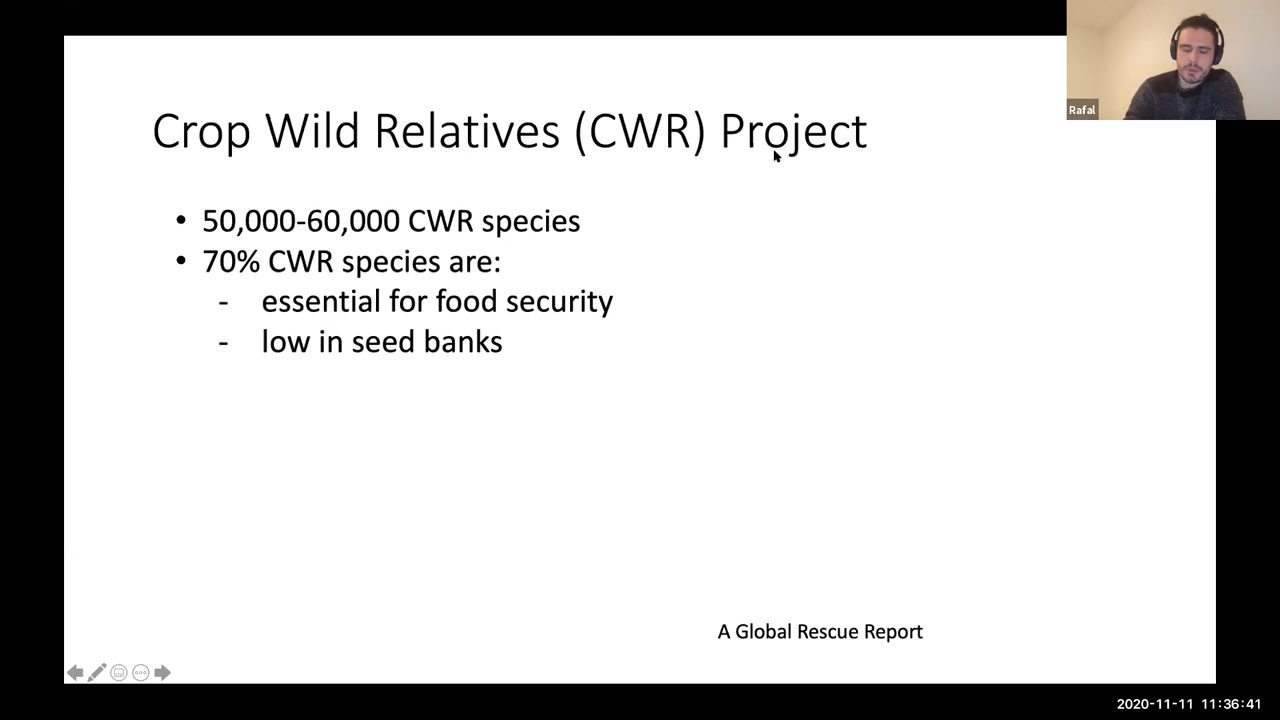 Rafal
Crop Wild Relatives (CWR) Project
• 50,000-60,000 CWR species
• 70% CWR species are:
- essential for food security
- low in seed banks
A Global Rescue Report
2020-11-11 11:36:41